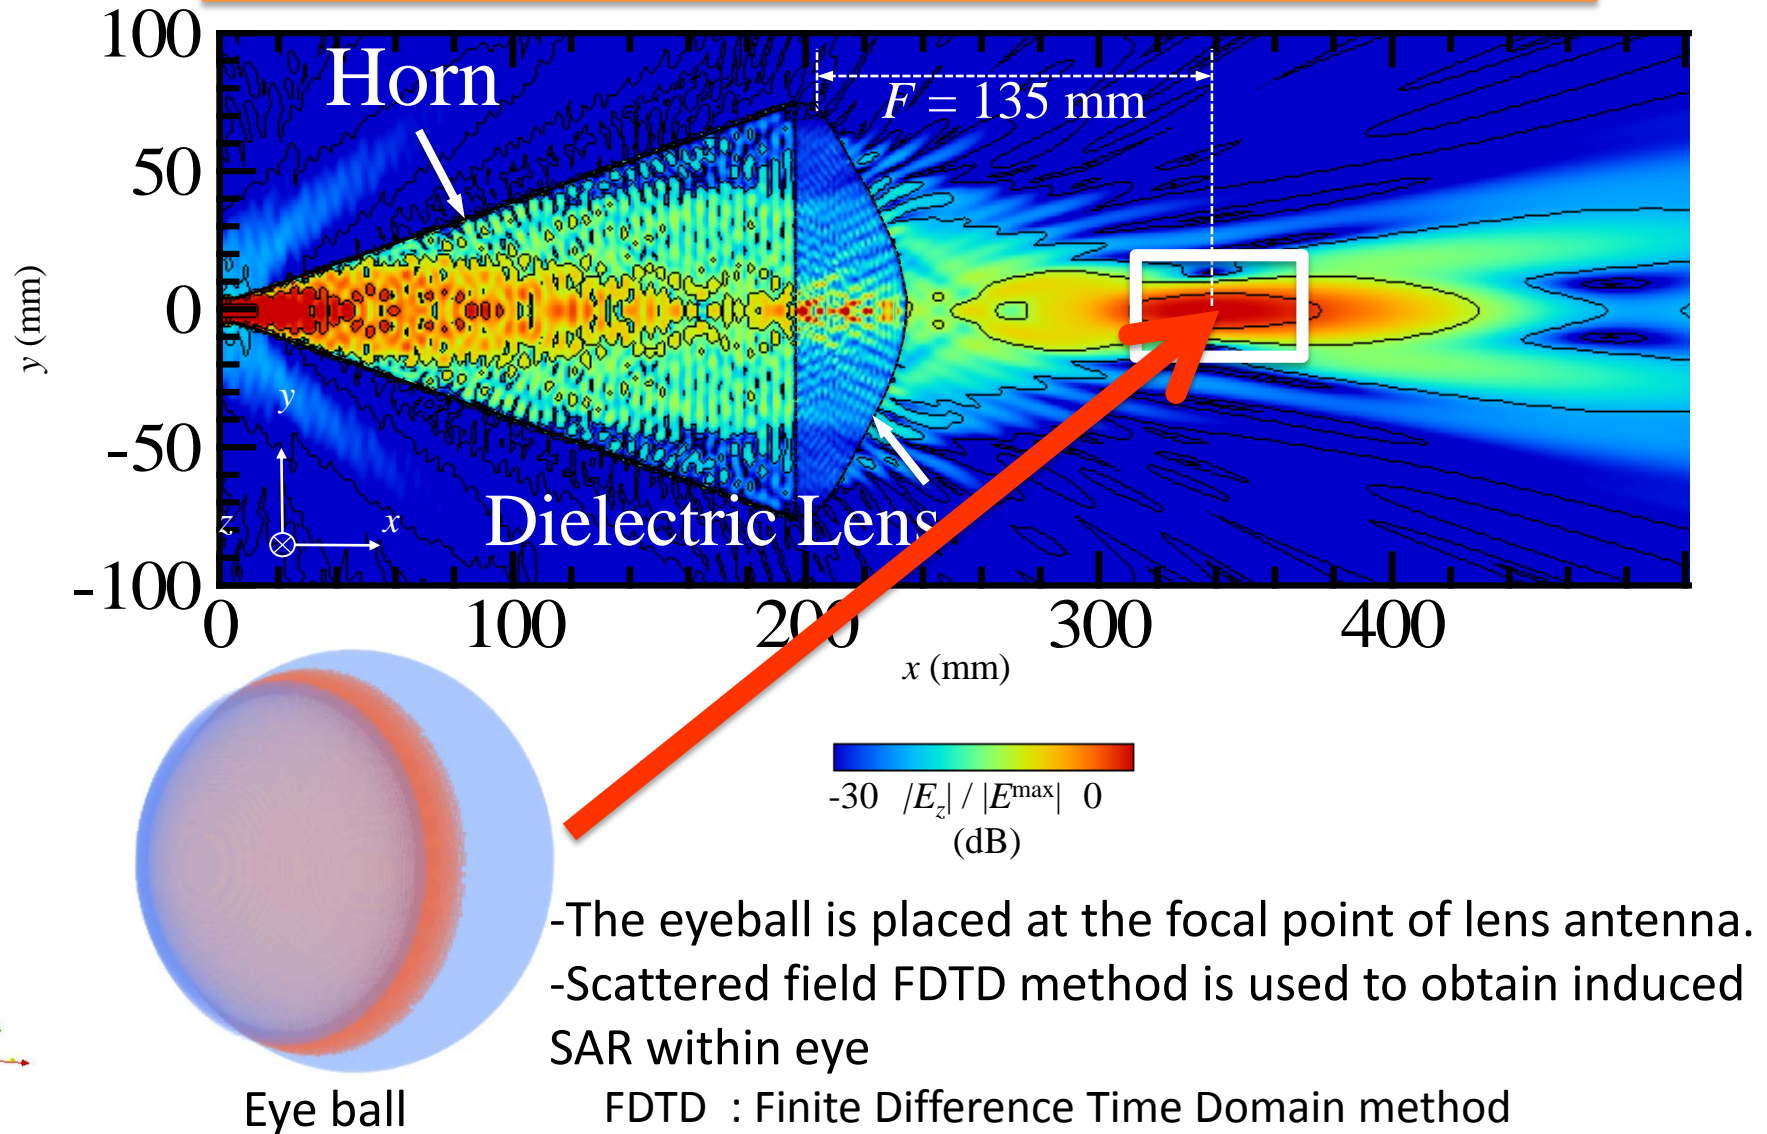 100
50
0
-50
-100
y (mm)
Horn
F = 135 mm
Dielectric Lens
y
z
x
0 100 200 300 400
x (mm)
-30 |E_z| / |E^max| 0
(dB)
-The eyeball is placed at the focal point of lens antenna.
-Scattered field FDTD method is used to obtain induced
SAR within eye
Eye ball
FDTD : Finite Difference Time Domain method